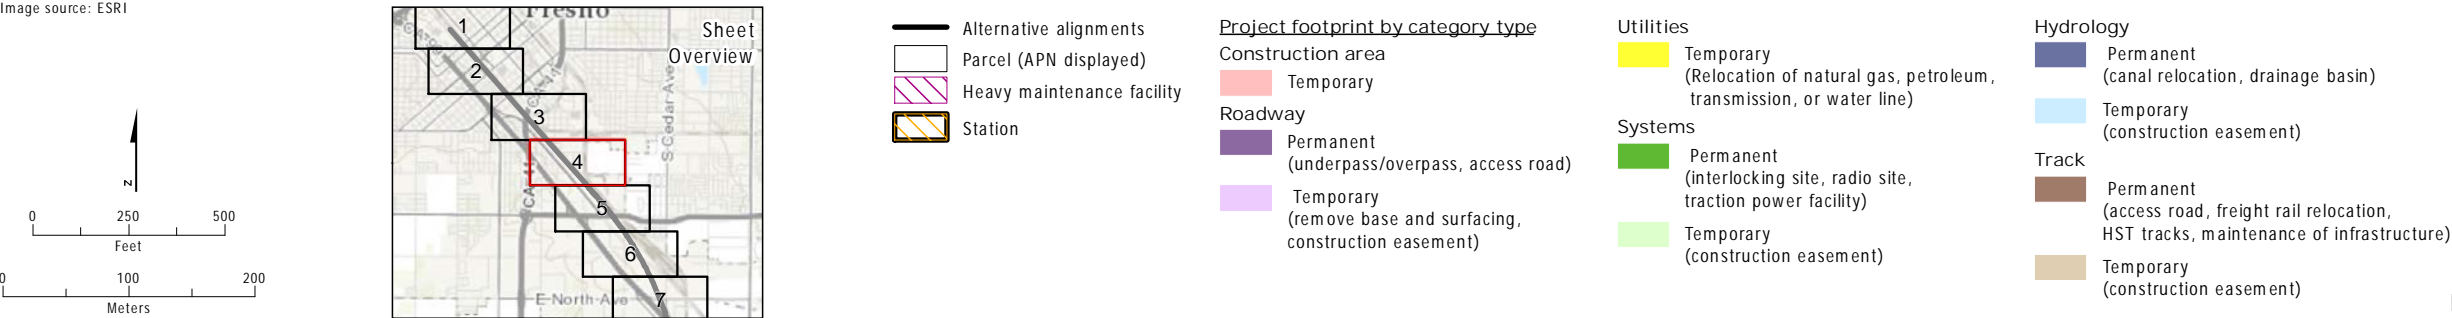 Image source: ESRI
N
0 250 500
Feet
0 100 200
Meters
Fresno
Sheet
Overview
1
2
3
4
5
6
7
S Cedar Ave
E North Ave
Alternative alignments
Parcel (APN displayed)
Heavy maintenance facility
Station
Project footprint by category type
Construction area
Temporary
Roadway
Permanent
(underpass/overpass, access road)
Temporary
(remove base and surfacing,
construction easement)
Utilities
Temporary
(Relocation of natural gas, petroleum,
transmission, or water line)
Systems
Permanent
(interlocking site, radio site,
traction power facility)
Temporary
(construction easement)
Hydrology
Permanent
(canal relocation, drainage basin)
Temporary
(construction easement)
Track
Permanent
(access road, freight rail relocation,
HST tracks, maintenance of infrastructure)
Temporary
(construction easement)